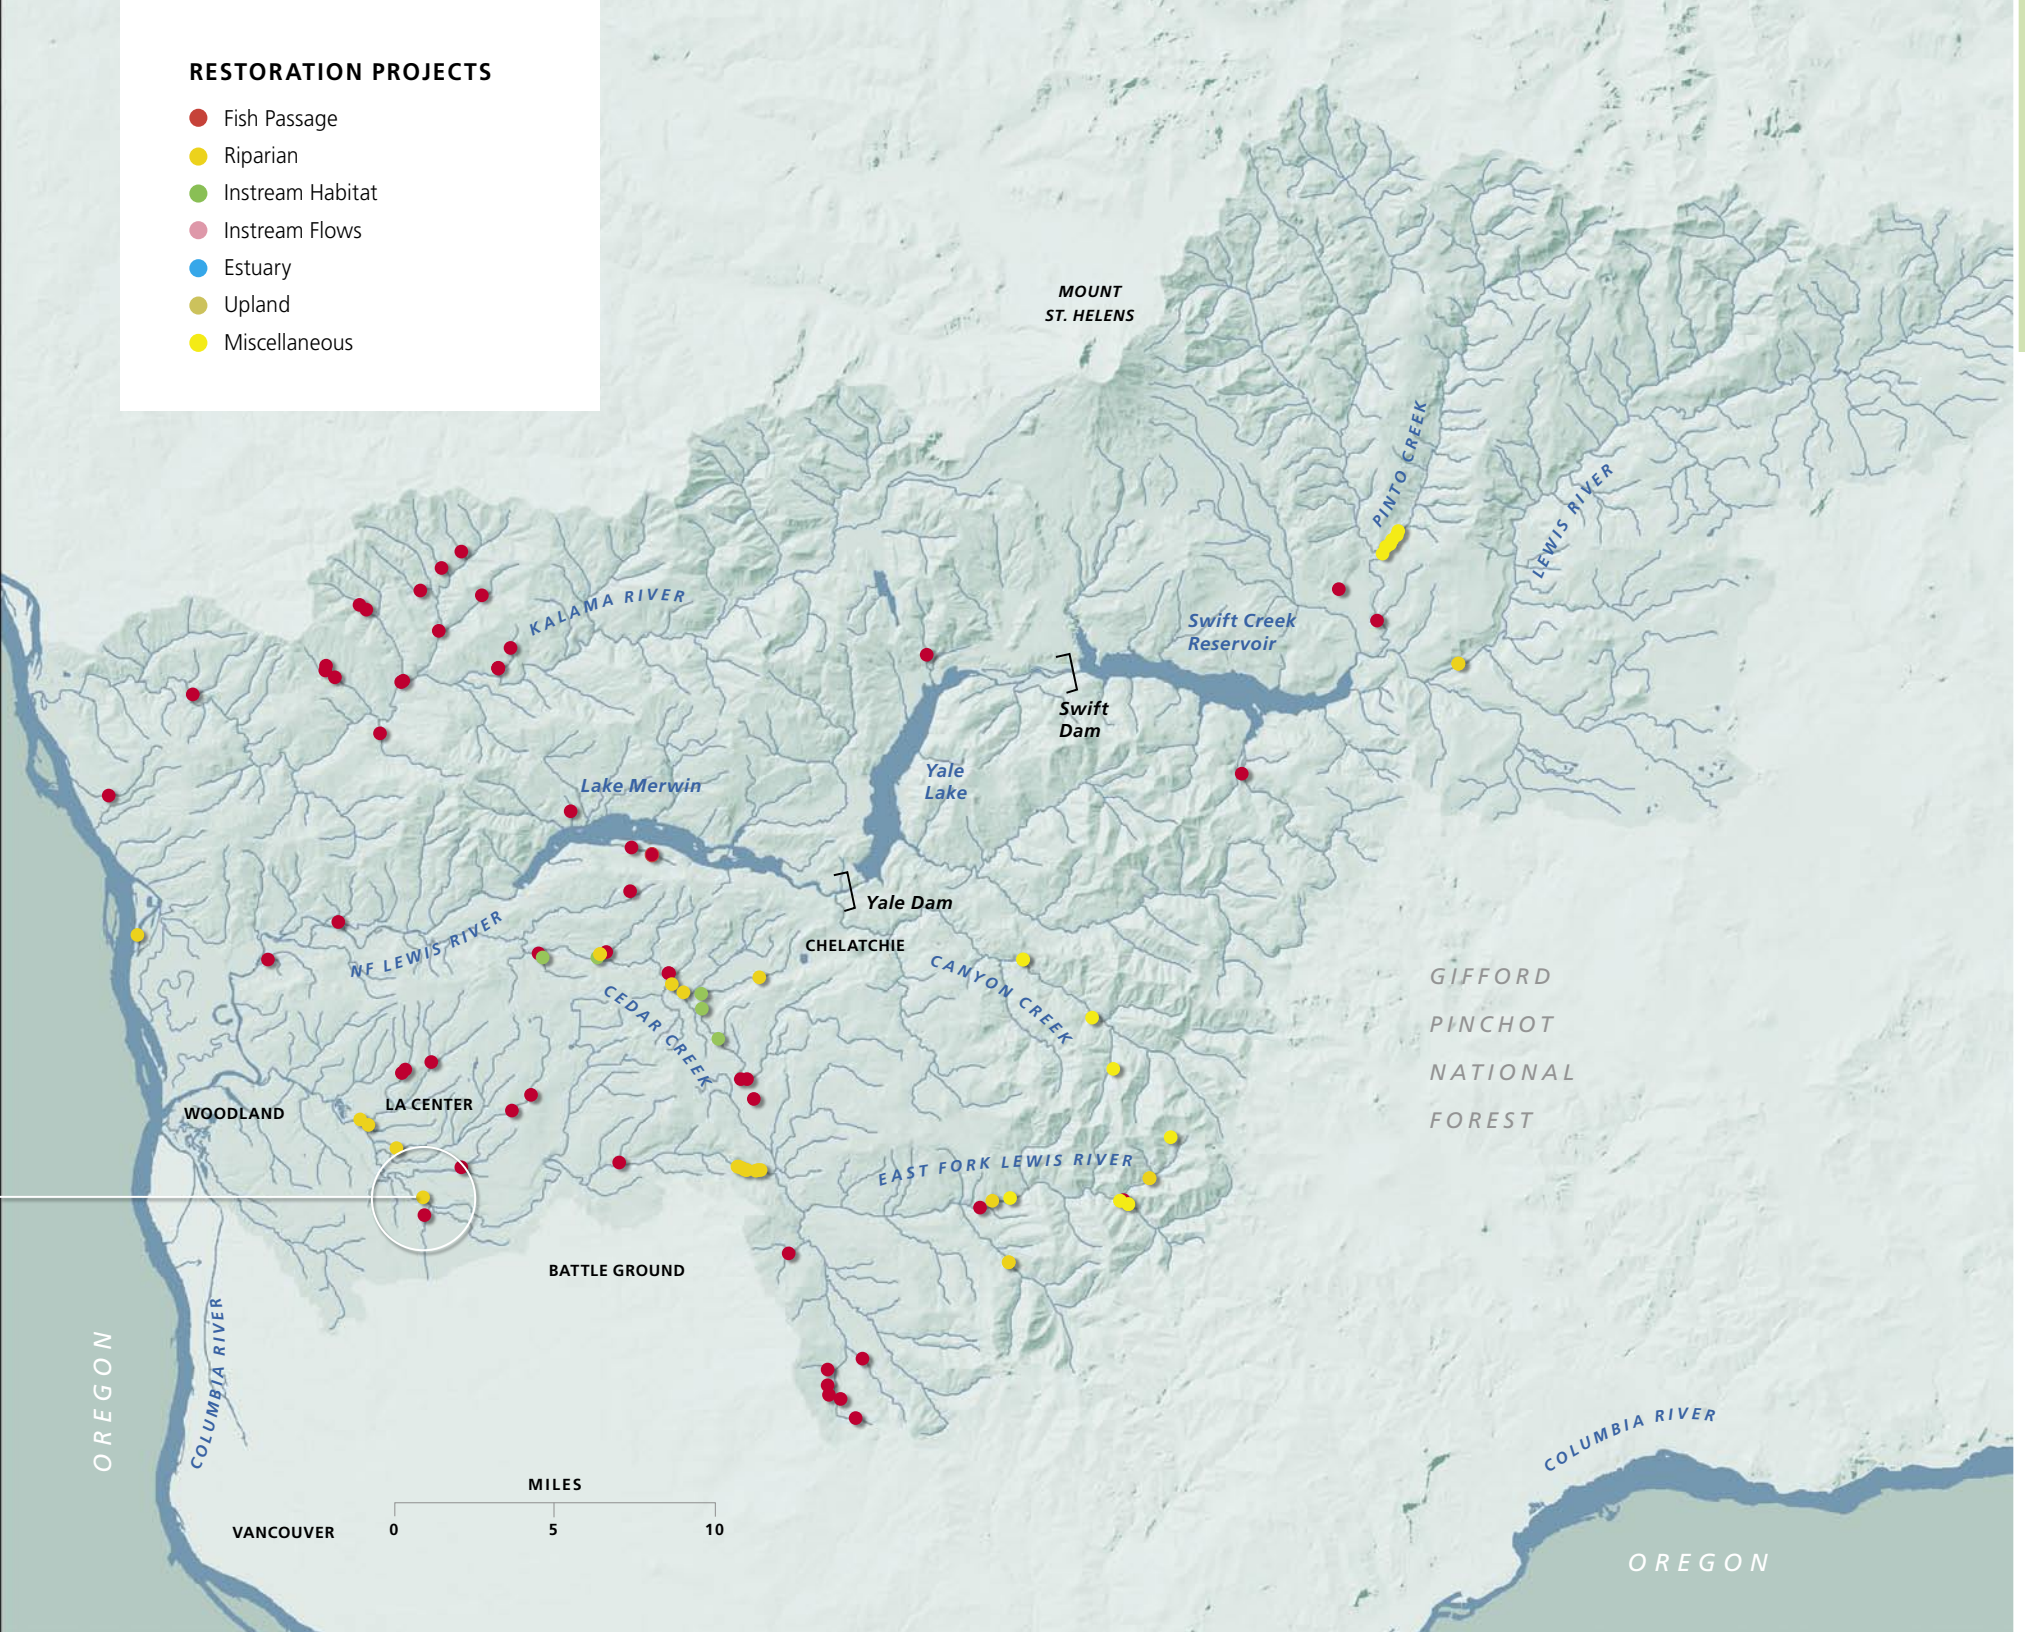 RESTORATION PROJECTS
Fish Passage
Riparian
Instream Habitat
Instream Flows
Estuary
Upland
Miscellaneous
MOUNT
ST. HELENS
PINTO CREEK
LEWIS RIVER
KALAMA RIVER
Swift Creek
Reservoir
Swift
Dam
Yale
Lake
Lake Merwin
Yale Dam
CHELATCHIE
NF LEWIS RIVER
CANYON CREEK
CEDAR CREEK
GIFFORD
PINCHOT
NATIONAL
FOREST
WOODLAND
LA CENTER
EAST FORK LEWIS RIVER
BATTLE GROUND
OREGON
COLUMBIA RIVER
COLUMBIA RIVER
MILES
0 5 10
VANCOUVER
OREGON